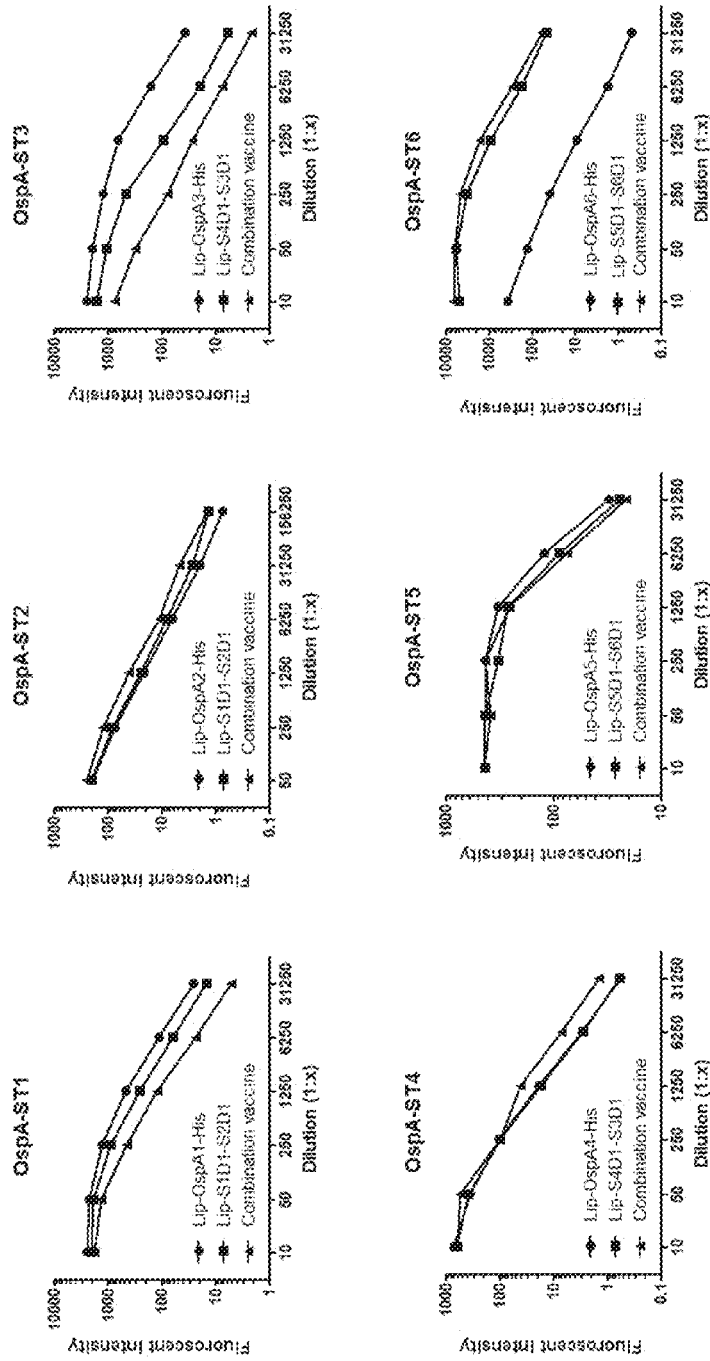 OspA-ST1
Fluoroscent intensity
10000
1000
100
10
1
Lip-OspA1-His
Lip-S1D1-S2D1
Combination vaccine
10
50
250
1250
6250
31250
Dilution (1:x)
OspA-ST2
Fluoroscent intensity
1000
100
10
1
0.1
Lip-OspA2-His
Lip-S1D1-S2D1
Combination vaccine
50
250
1250
6250
31250
156250
Dilution (1:x)
OspA-ST3
Fluoroscent intensity
10000
1000
100
10
1
Lip-OspA3-His
Lip-S4D1-S3D1
Combination vaccine
10
50
250
1250
6250
31250
Dilution (1:x)
OspA-ST4
Fluoroscent intensity
1000
100
10
1
0.1
Lip-OspA4-His
Lip-S4D1-S3D1
Combination vaccine
10
50
250
1250
6250
31250
Dilution (1:x)
OspA-ST5
Fluoroscent intensity
1000
100
10
Lip-OspA5-His
Lip-S5D1-S6D1
Combination vaccine
10
50
250
1250
6250
31250
Dilution (1:x)
OspA-ST6
Fluoroscent intensity
10000
1000
100
10
1
0.1
Lip-OspA6-His
Lip-S5D1-S6D1
Combination vaccine
10
50
250
1250
6250
31250
Dilution (1:x)